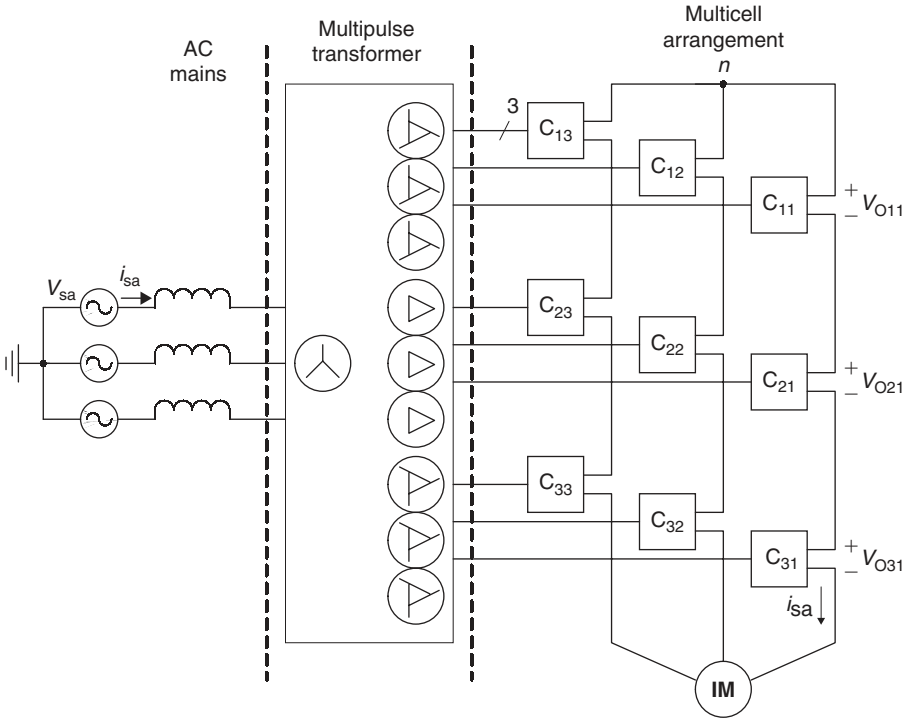 AC
mains
Multipulse
transformer
Multicell
arrangement
n
3
C13
C12
C11
+
VO11
–
Vsa
isa
C23
C22
C21
+
VO21
–
C33
C32
C31
+
VO31
–
isa
IM